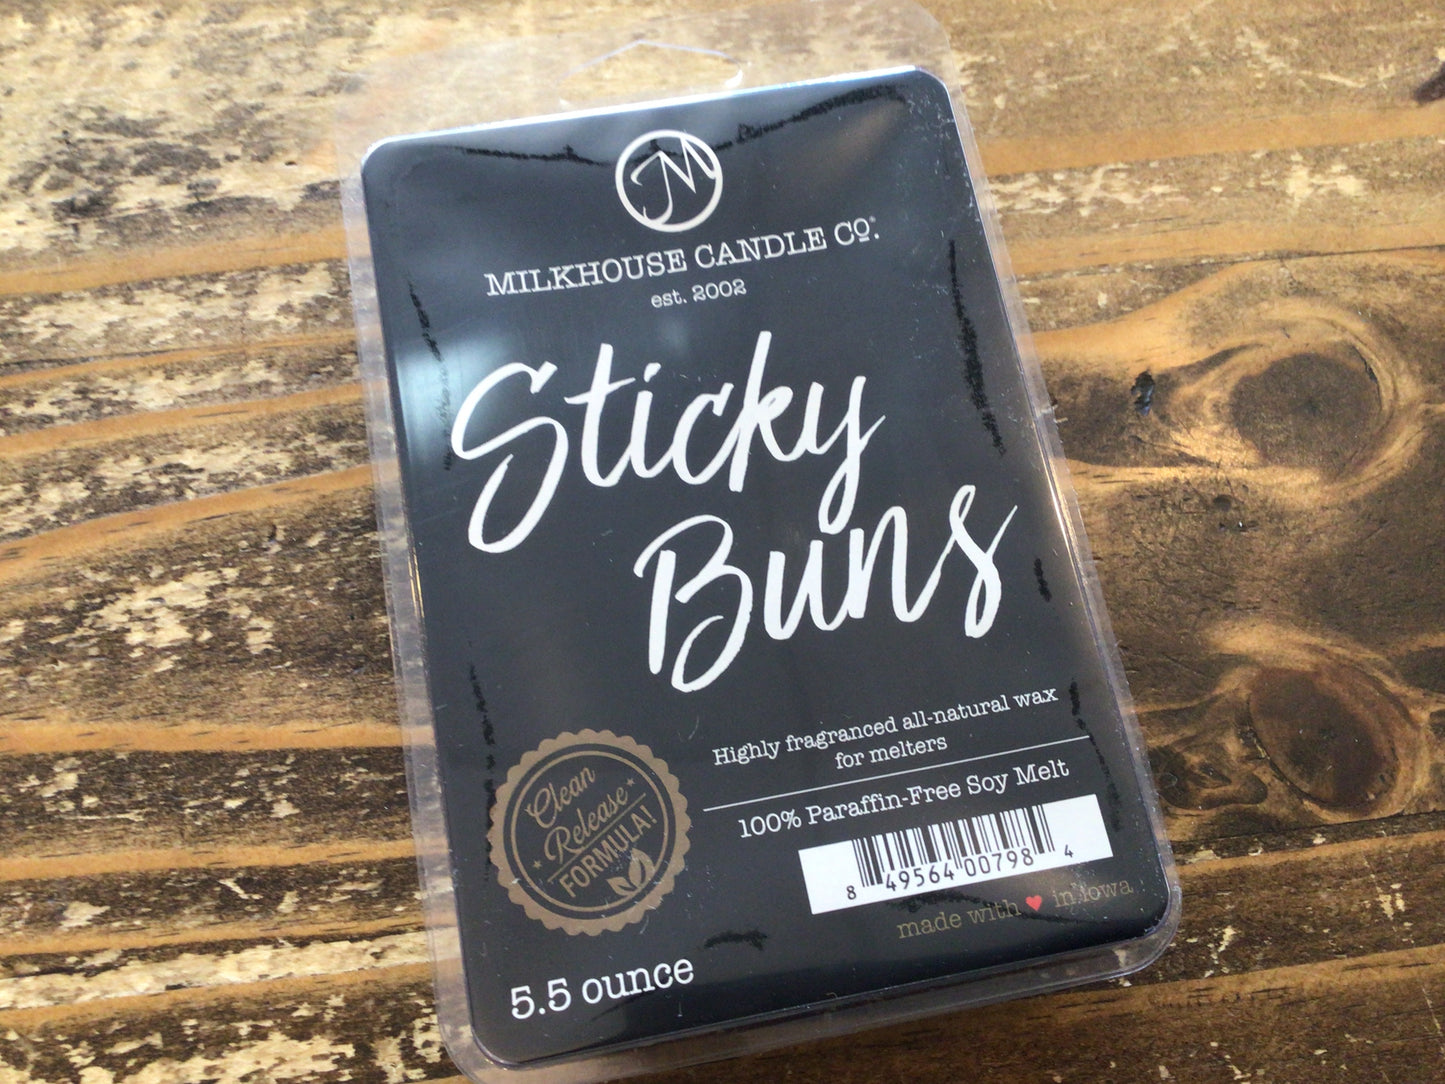 M
MILKHOUSE CANDLE CO.®
est. 2002
Sticky
Buns
Highly fragranced all-natural wax
for melters
100% Paraffin-Free Soy Melt
Clean
Release
FORMULA!
8 49564 00798 4
made with ♥ in Iowa
5.5 ounce